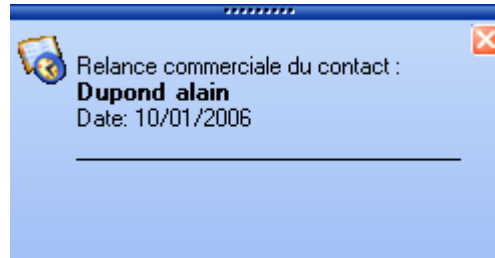 Relance commerciale du contact :
Dupond alain
Date: 10/01/2006